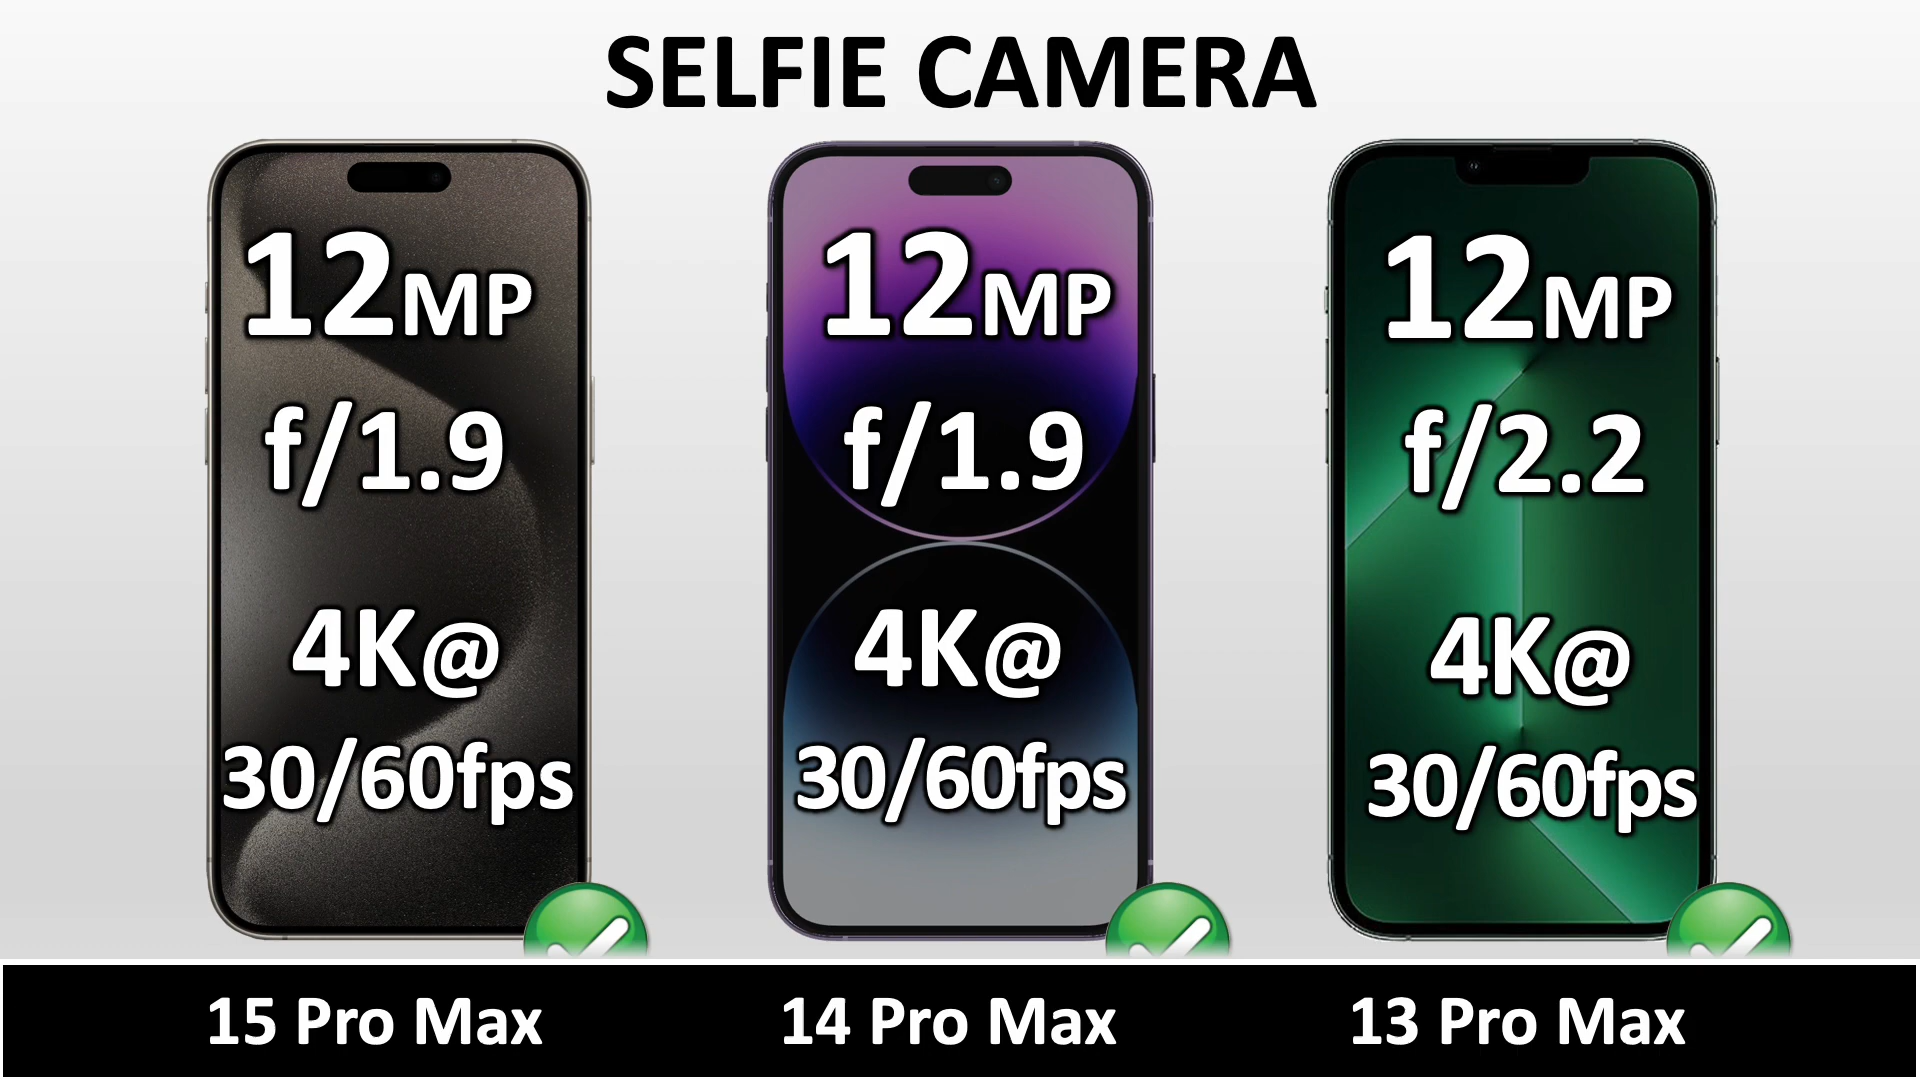 SELFIE CAMERA
12MP
f/1.9
4K@
30/60fps
12MP
f/1.9
4K@
30/60fps
12MP
f/2.2
4K@
30/60fps
15 Pro Max
14 Pro Max
13 Pro Max